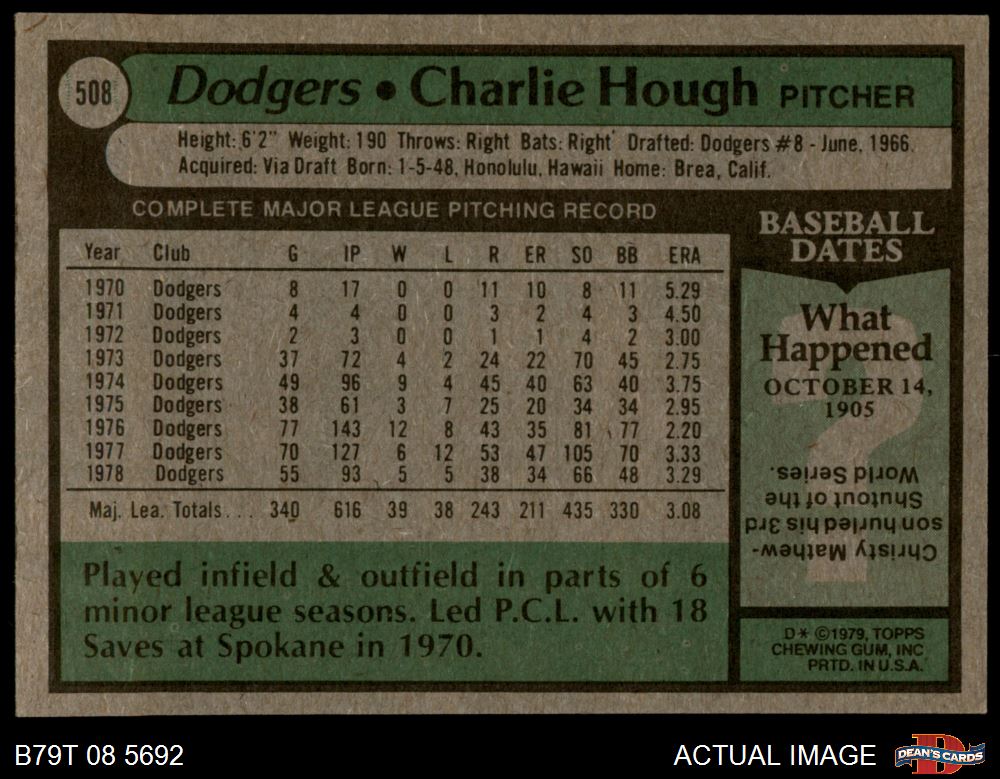 508 Dodgers • Charlie Hough PITCHER
Height: 6'2" Weight: 190 Throws: Right Bats: Right Drafted: Dodgers #8 - June, 1966.
Acquired: Via Draft Born: 1-5-48, Honolulu, Hawaii Home: Brea, Calif.
COMPLETE MAJOR LEAGUE PITCHING RECORD
Year Club G IP W L R ER SO BB ERA
1970 Dodgers 8 17 0 0 11 10 8 11 5.29
1971 Dodgers 4 4 0 0 3 2 4 3 4.50
1972 Dodgers 2 3 0 0 1 1 4 2 3.00
1973 Dodgers 37 72 4 2 24 22 70 45 2.75
1974 Dodgers 49 96 9 4 45 40 63 40 3.75
1975 Dodgers 38 61 3 7 25 20 34 34 2.95
1976 Dodgers 77 143 12 8 43 35 81 77 2.20
1977 Dodgers 70 127 6 12 53 47 105 70 3.33
1978 Dodgers 55 93 5 5 38 34 66 48 3.29
Maj. Lea. Totals... 340 616 39 38 243 211 435 330 3.08
Played infield & outfield in parts of 6
minor league seasons. Led P.C.L. with 18
Saves at Spokane in 1970.
BASEBALL
DATES
What
Happened
OCTOBER 14,
1905
Christy Mathew-
son hurled his 3rd
Shutout of the
World Series.
D* ©1979, TOPPS
CHEWING GUM, INC
PRTD. IN U.S.A.
B79T 08 5692
ACTUAL IMAGE
DEAN'S CARDS